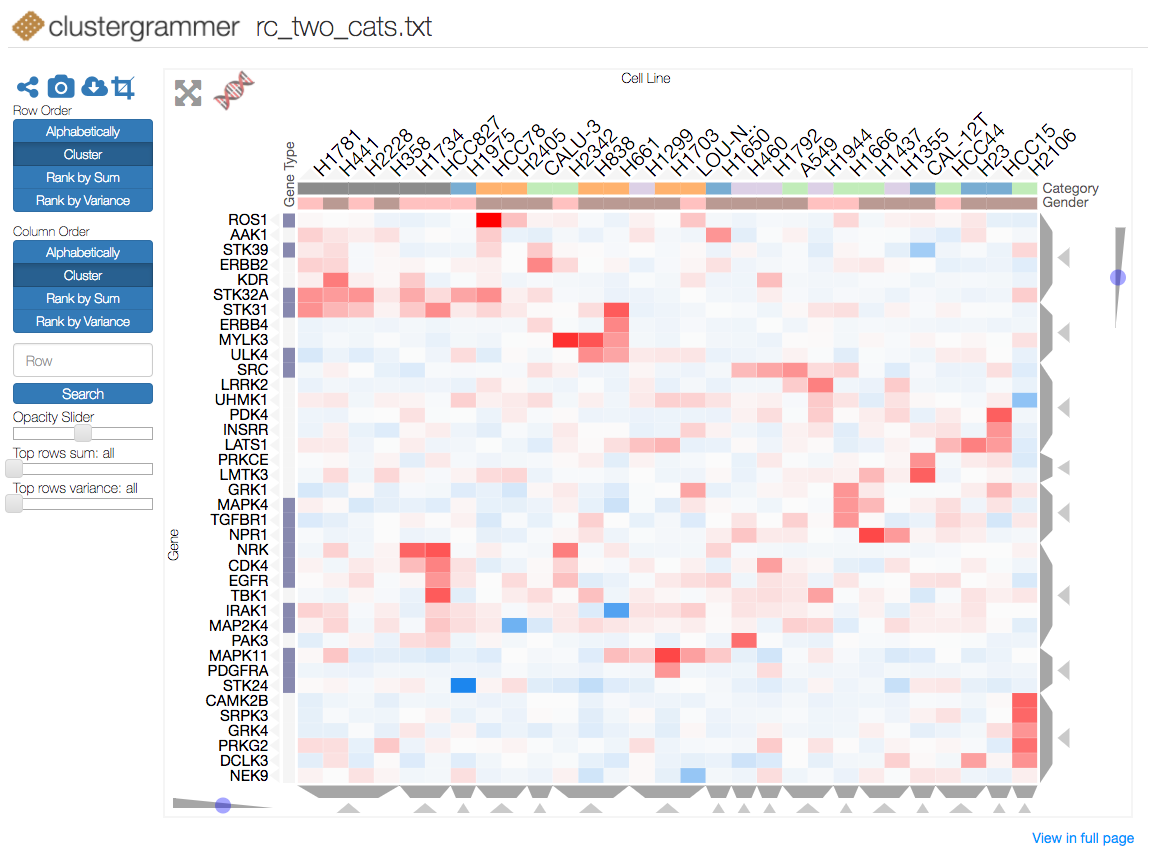 clustergrammer rc_two_cats.txt
Row Order
Alphabetically
Cluster
Rank by Sum
Rank by Variance
Column Order
Alphabetically
Cluster
Rank by Sum
Rank by Variance
Row
Search
Opacity Slider
Top rows sum: all
Top rows variance: all
Cell Line
H1781
H441
H2228
H358
H1734
HCC827
H1975
HCC78
H2405
CALU-3
H2342
H838
H661
H1299
H1703
LOU-N..
H1650
H460
H1792
A549
H1944
H1666
H1437
H1355
CAL-12T
HCC44
H23
HCC15
H2106
Gene Type
Category
Gender
Gene
ROS1
AAK1
STK39
ERBB2
KDR
STK32A
STK31
ERBB4
MYLK3
ULK4
SRC
LRRK2
UHMK1
PDK4
INSRR
LATS1
PRKCE
LMTK3
GRK1
MAPK4
TGFBR1
NPR1
NRK
CDK4
EGFR
TBK1
IRAK1
MAP2K4
PAK3
MAPK11
PDGFRA
STK24
CAMK2B
SRPK3
GRK4
PRKG2
DCLK3
NEK9
View in full page